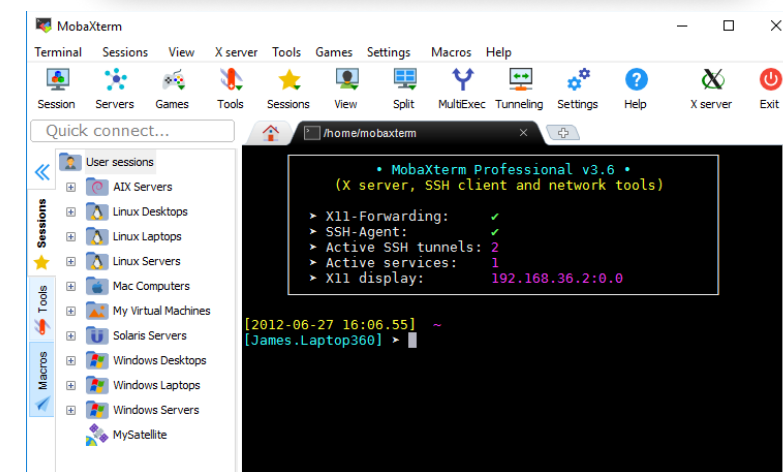 MobaXterm
Terminal Sessions View X server Tools Games Settings Macros Help
Session Servers Games Tools Sessions View Split MultiExec Tunneling Settings Help X server Exit
Quick connect...
/home/mobaxterm
User sessions
AIX Servers
Linux Desktops
Linux Laptops
Linux Servers
Mac Computers
My Virtual Machines
Solaris Servers
Windows Desktops
Windows Laptops
Windows Servers
MySatellite
Sessions
Tools
Macros
• MobaXterm Professional v3.6 •
(X server, SSH client and network tools)
➤ X11-Forwarding: ✔
➤ SSH-Agent: ✔
➤ Active SSH tunnels: 2
➤ Active services: 1
➤ X11 display: 192.168.36.2:0.0
[2012-06-27 16:06.55] ~
[James.Laptop360] ➤